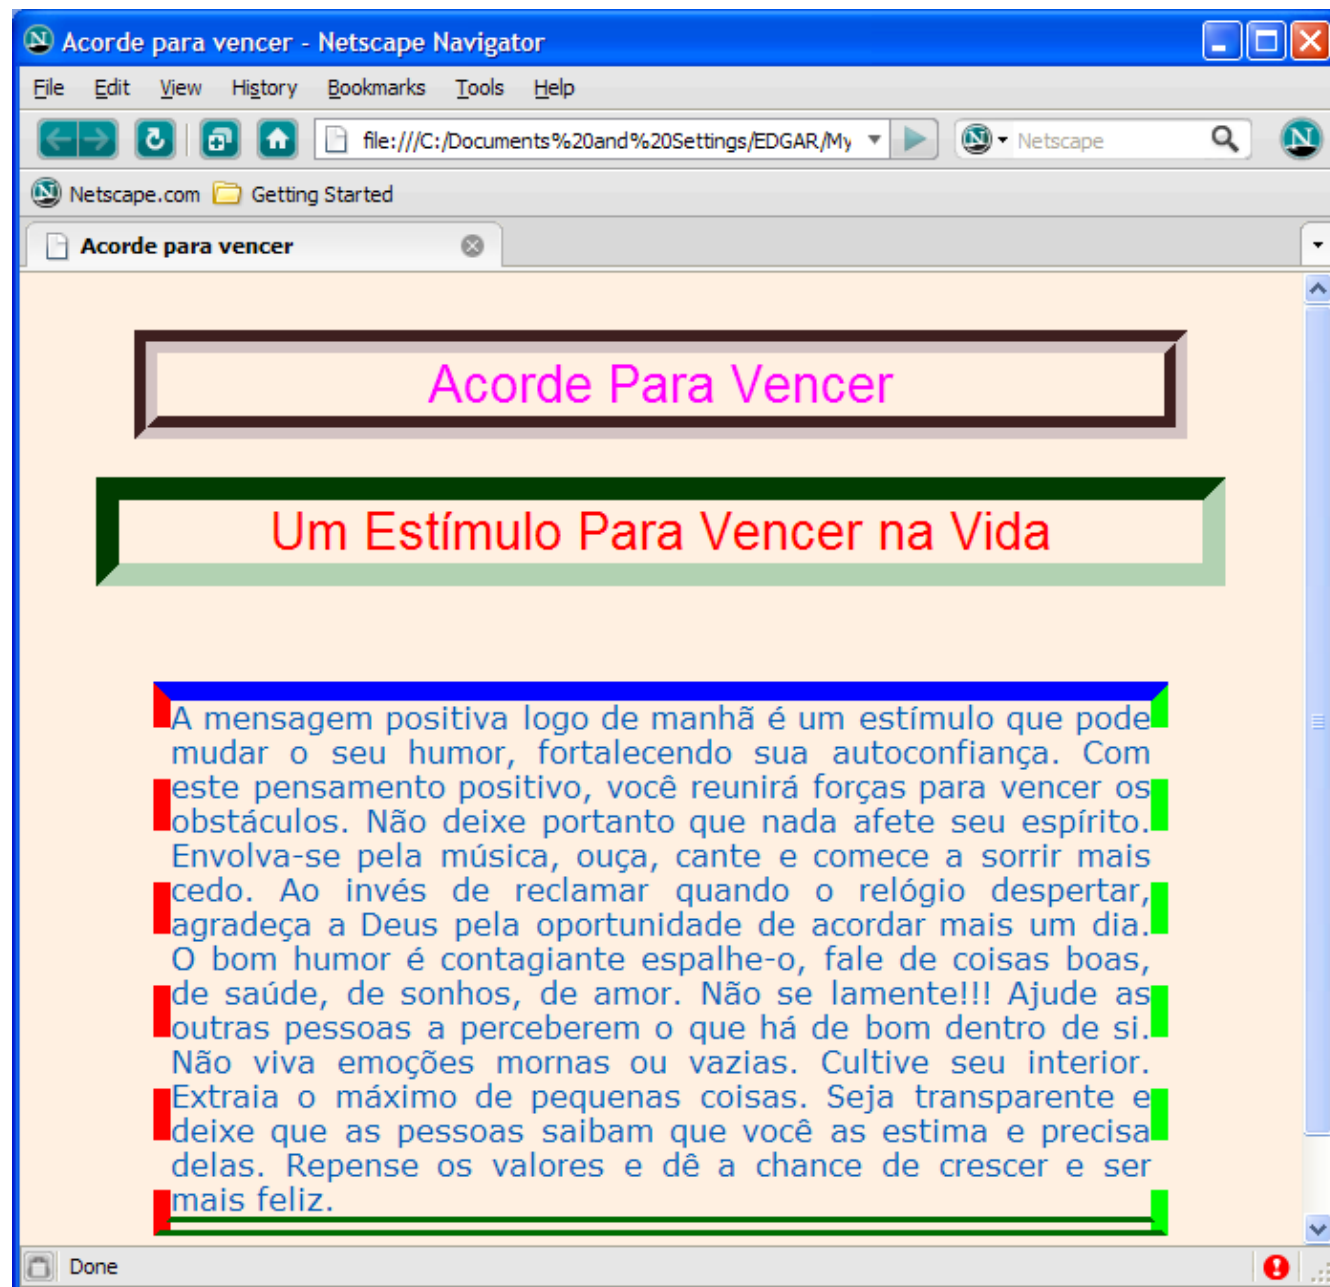 Acorde para vencer - Netscape Navigator
File Edit View History Bookmarks Tools Help
file:///C:/Documents%20and%20Settings/EDGAR/My Netscape
Netscape.com Getting Started
Acorde para vencer
Acorde Para Vencer
Um Estímulo Para Vencer na Vida
A mensagem positiva logo de manhã é um estímulo que pode
mudar o seu humor, fortalecendo sua autoconfiança. Com
este pensamento positivo, você reunirá forças para vencer os
obstáculos. Não deixe portanto que nada afete seu espírito.
Envolva-se pela música, ouça, cante e comece a sorrir mais
cedo. Ao invés de reclamar quando o relógio despertar,
agradeça a Deus pela oportunidade de acordar mais um dia.
O bom humor é contagiante espalhe-o, fale de coisas boas,
de saúde, de sonhos, de amor. Não se lamente!!! Ajude as
outras pessoas a perceberem o que há de bom dentro de si.
Não viva emoções mornas ou vazias. Cultive seu interior.
Extraia o máximo de pequenas coisas. Seja transparente e
deixe que as pessoas saibam que você as estima e precisa
delas. Repense os valores e dê a chance de crescer e ser
mais feliz.
Done